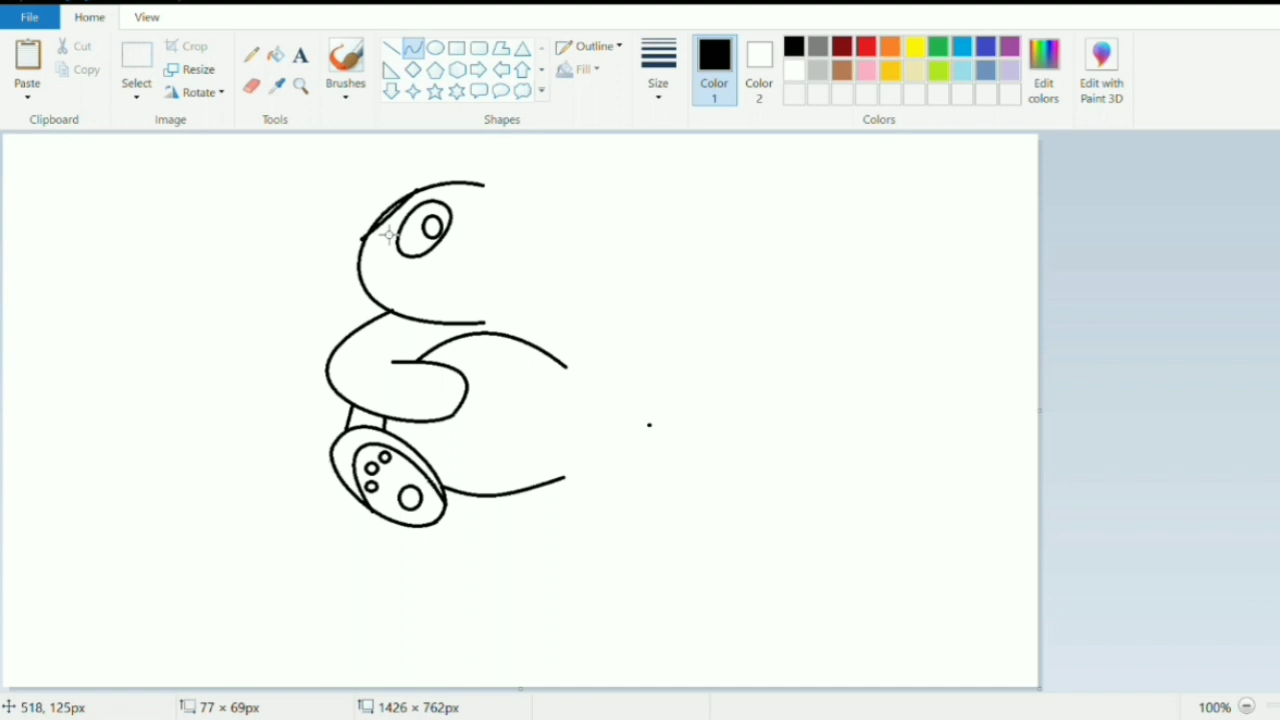 File Home View
Paste
Cut
Copy
Clipboard
Select
Crop
Resize
Rotate
Image
Tools
Brushes
Outline
Fill
Shapes
Size
Color
1
Color
2
Edit
colors
Colors
Edit with
Paint 3D
518, 125px 77 × 69px 1426 × 762px 100%